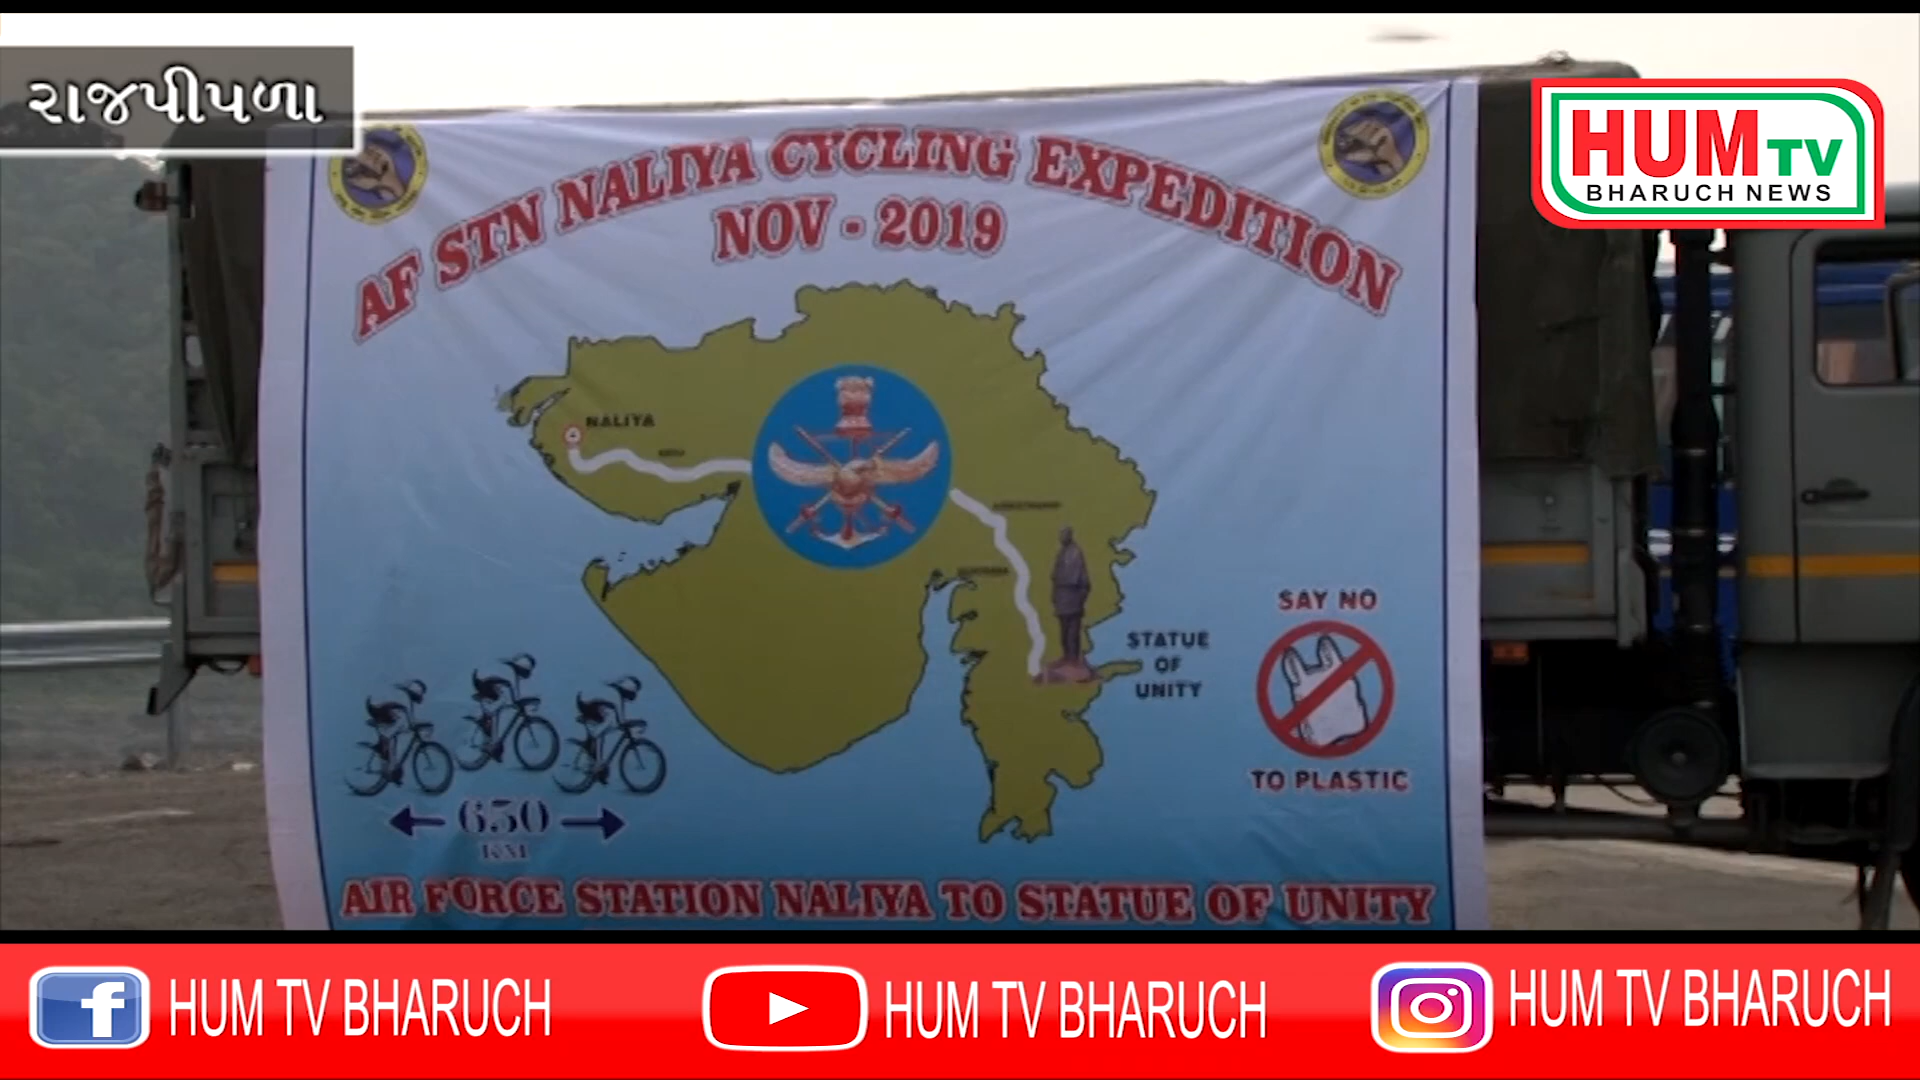 રાજપીપળા
HUM TV
BHARUCH NEWS
AF STN NALIYA CYCLING EXPEDITION
NOV - 2019
NALIYA
STATUE
OF
UNITY
SAY NO
TO PLASTIC
650
KM
AIR FORCE STATION NALIYA TO STATUE OF UNITY
HUM TV BHARUCH
HUM TV BHARUCH
HUM TV BHARUCH